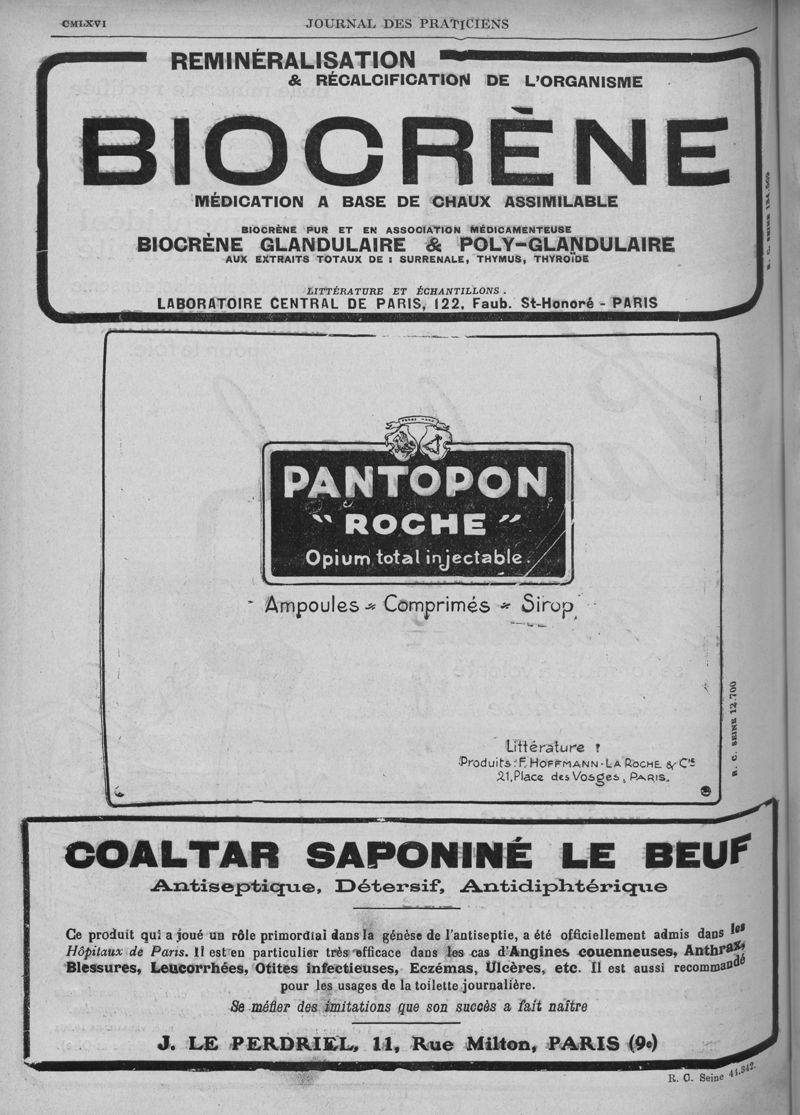 CMLXVI
JOURNAL DES PRATICIENS
REMINÉRALISATION
& RÉCALCIFICATION DE L'ORGANISME
BIOCRÈNE
MÉDICATION A BASE DE CHAUX ASSIMILABLE
BIOCRÈNE PUR ET EN ASSOCIATION MÉDICAMENTEUSE
BIOCRÈNE GLANDULAIRE & POLY-GLANDULAIRE
AUX EXTRAITS TOTAUX DE : SURRENALE, THYMUS, THYROÏDE
LITTÉRATURE ET ÉCHANTILLONS.
LABORATOIRE CENTRAL DE PARIS, 122, Faub. St-Honoré - PARIS
R. C. SEINE
PANTOPON
"ROCHE"
Opium total injectable.
Ampoules Comprimés Sirop
Littérature ?
Produits: F. HOFFMANN-LA ROCHE & Cie
21, Place des Vosges, PARIS.
R. C. SEINE 12.700
COALTAR SAPONINÉ LE BEUF
Antiseptique, Détersif, Antidiphtérique
Ce produit qui a joué un rôle primordial dans la génèse de l'antiseptie, a été officiellement admis dans les
Hôpitaux de Paris. Il est en particulier très efficace dans les cas d'Angines couenneuses, Anthrax,
Blessures, Leucorrhées, Otites infectieuses, Eczémas, Ulcères, etc. Il est aussi recommandé
pour les usages de la toilette journalière.
Se méfier des imitations que son succès a fait naître
J. LE PERDRIEL, 11, Rue Milton, PARIS (9e)
R. C. Seine 41.642.